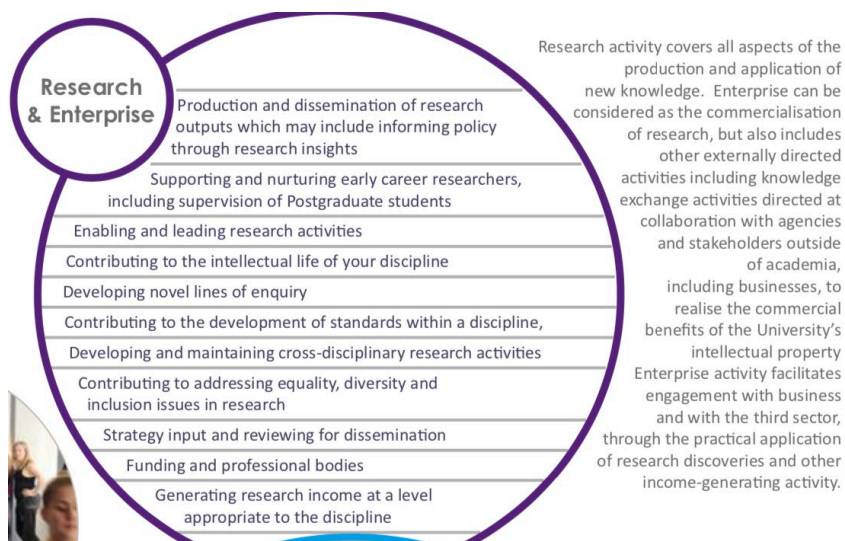 Research
& Enterprise
Production and dissemination of research
outputs which may include informing policy
through research insights
Supporting and nurturing early career researchers,
including supervision of Postgraduate students
Enabling and leading research activities
Contributing to the intellectual life of your discipline
Developing novel lines of enquiry
Contributing to the development of standards within a discipline,
Developing and maintaining cross-disciplinary research activities
Contributing to addressing equality, diversity and
inclusion issues in research
Strategy input and reviewing for dissemination
Funding and professional bodies
Generating research income at a level
appropriate to the discipline
Research activity covers all aspects of the
production and application of
new knowledge. Enterprise can be
considered as the commercialisation
of research, but also includes
other externally directed
activities including knowledge
exchange activities directed at
collaboration with agencies
and stakeholders outside
of academia,
including businesses, to
realise the commercial
benefits of the University's
intellectual property
Enterprise activity facilitates
engagement with business
and with the third sector,
through the practical application
of research discoveries and other
income-generating activity.